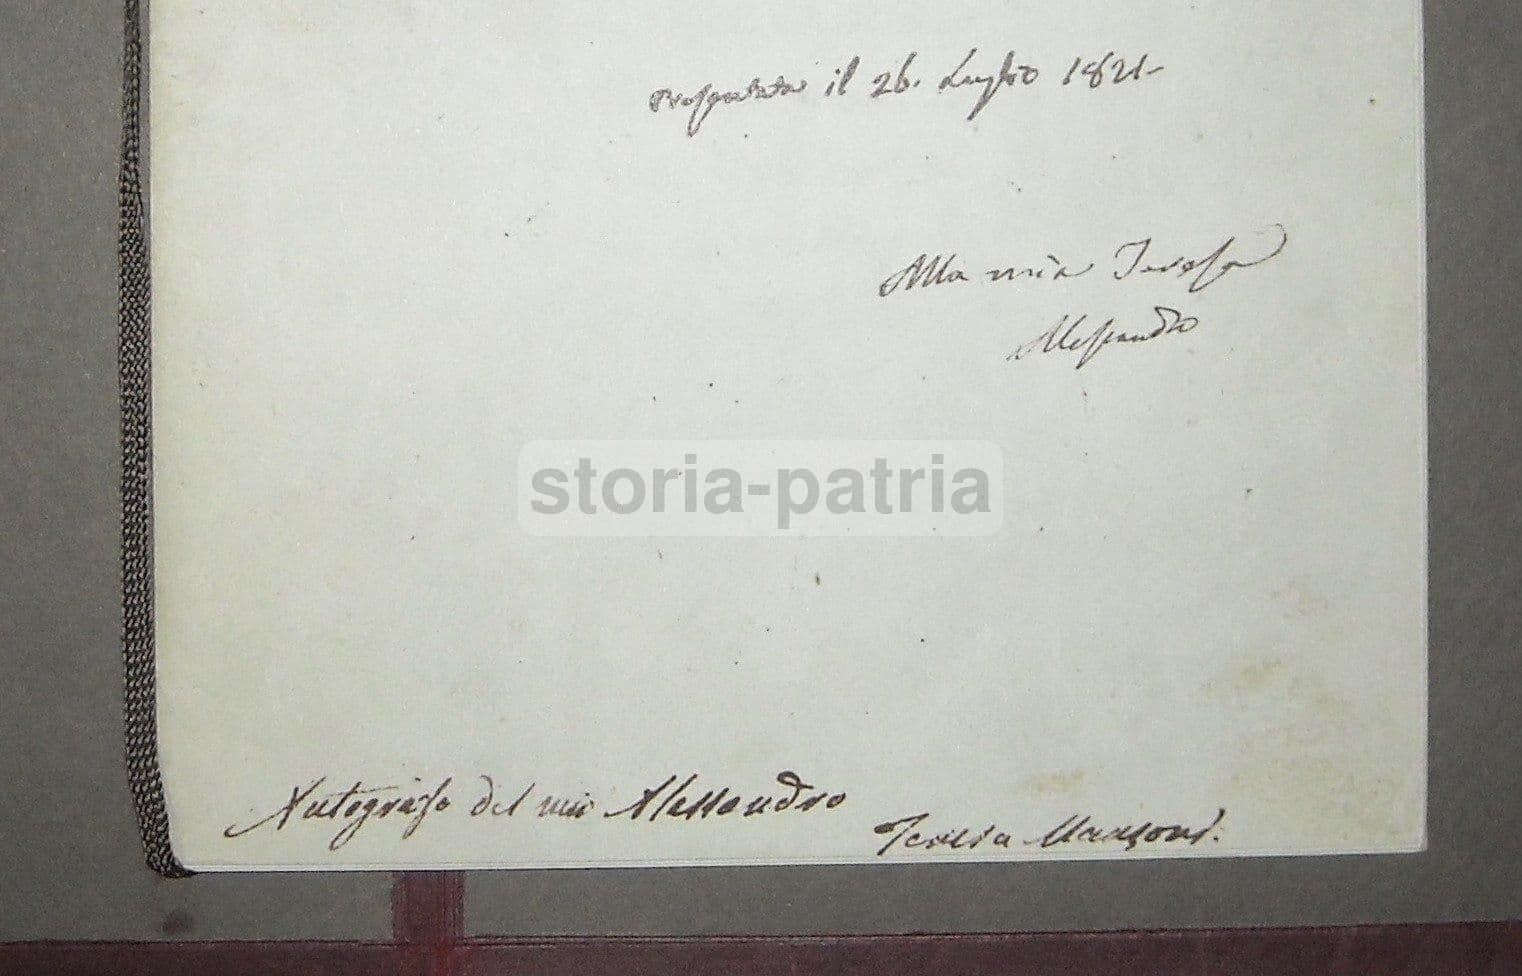 il 26. Luglio 1821-
Alla mia Teresa
Alessandro
storia-patria
Autografo del mio Alessandro
Teresa Manzoni.